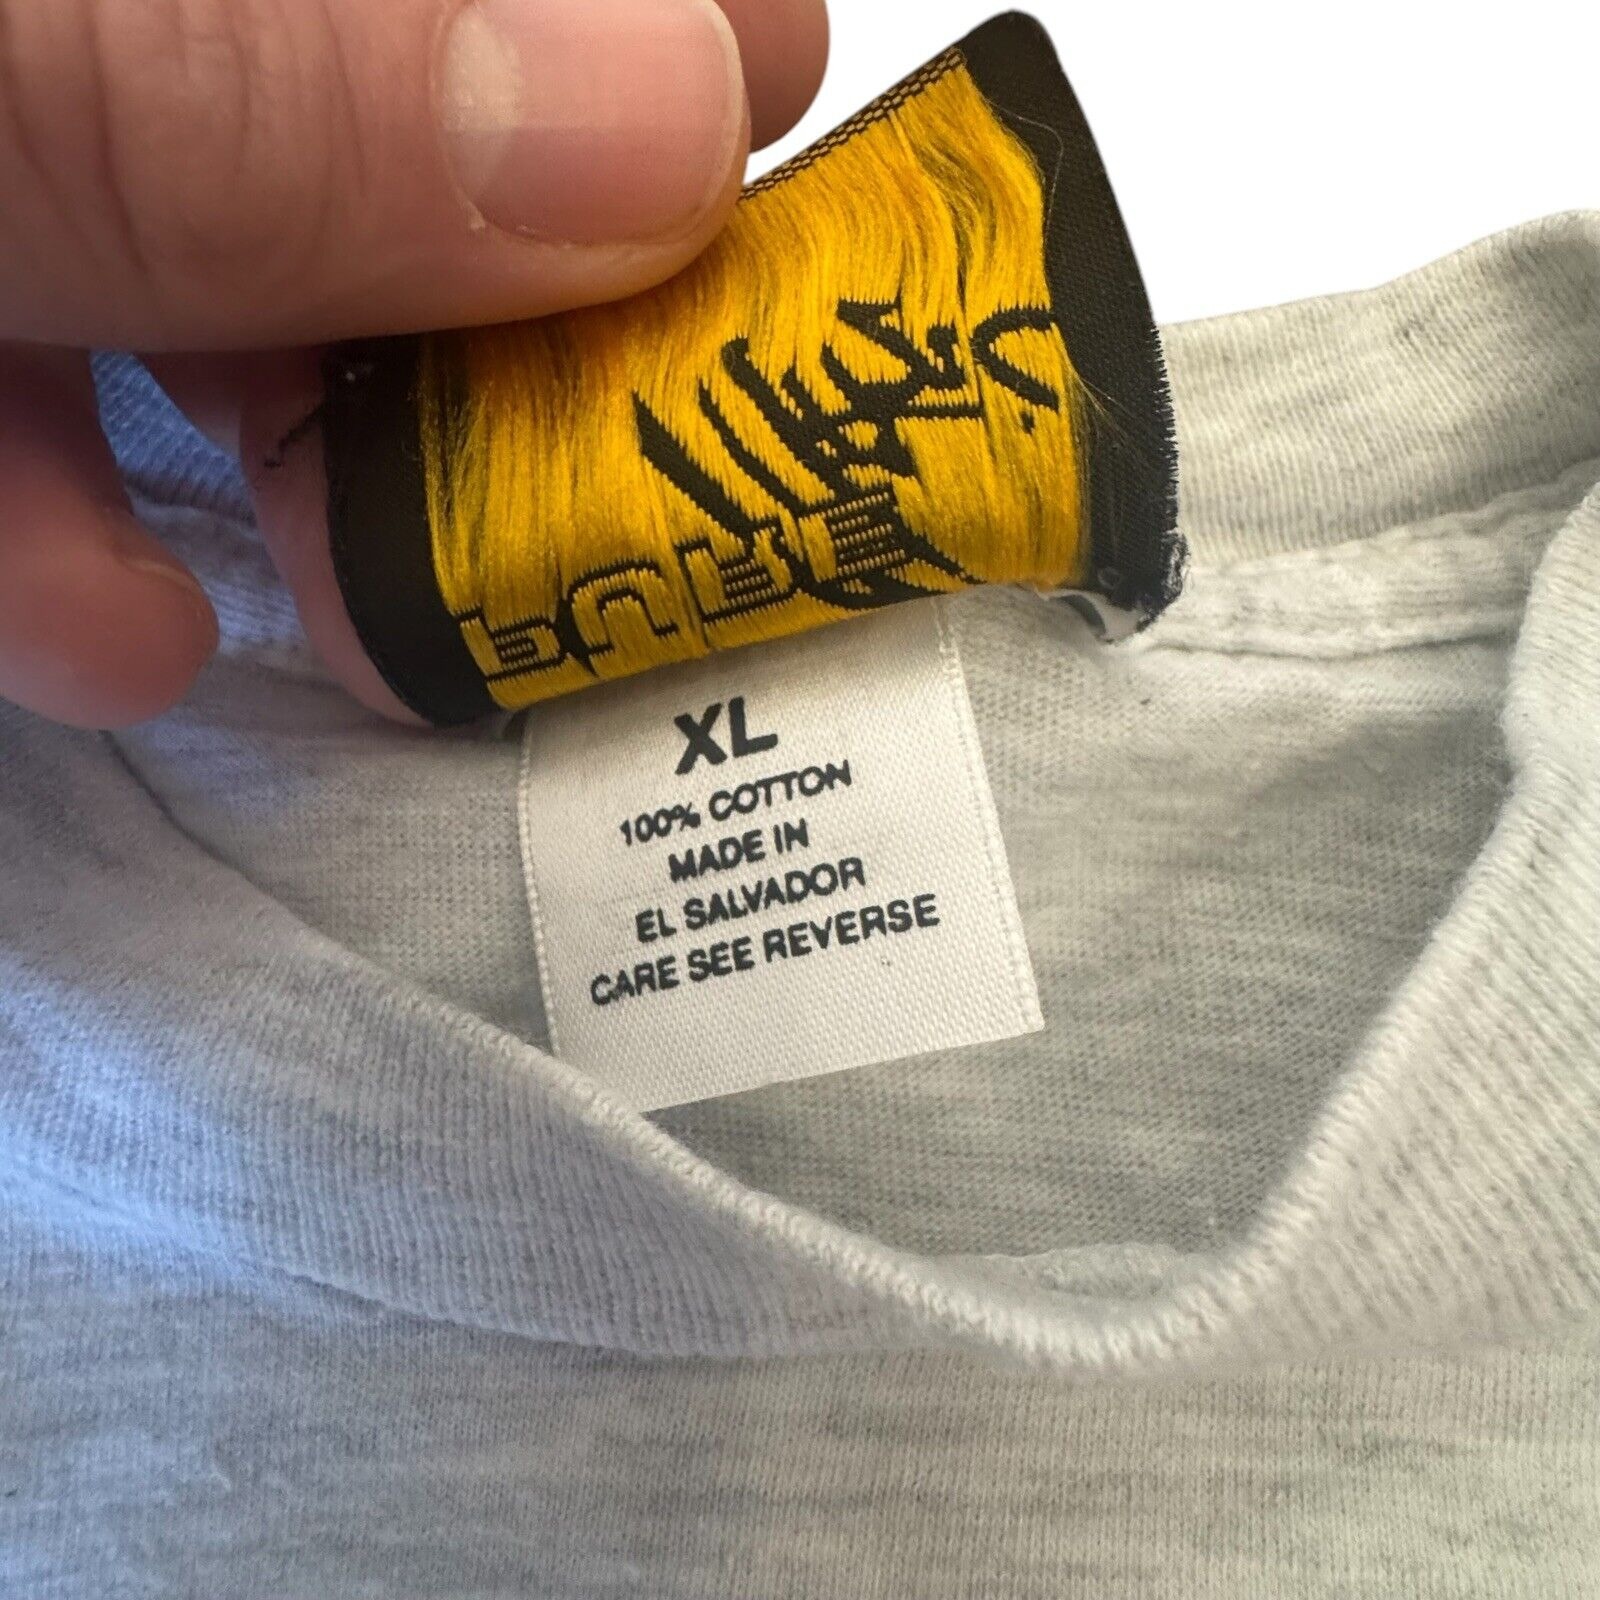 XL
100% COTTON
MADE IN
EL SALVADOR
CARE SEE REVERSE